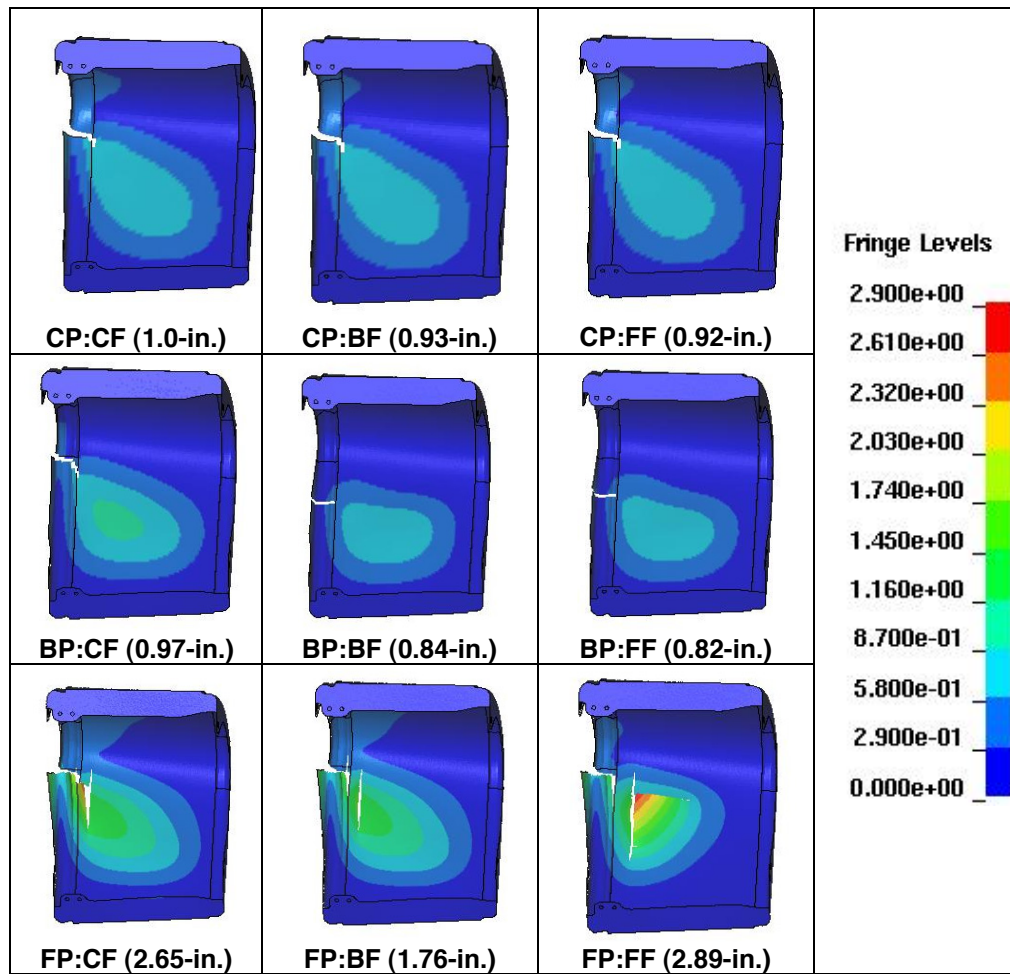 CP:CF (1.0-in.)
CP:BF (0.93-in.)
CP:FF (0.92-in.)
BP:CF (0.97-in.)
BP:BF (0.84-in.)
BP:FF (0.82-in.)
FP:CF (2.65-in.)
FP:BF (1.76-in.)
FP:FF (2.89-in.)
Fringe Levels
2.900e+00
2.610e+00
2.320e+00
2.030e+00
1.740e+00
1.450e+00
1.160e+00
8.700e-01
5.800e-01
2.900e-01
0.000e+00